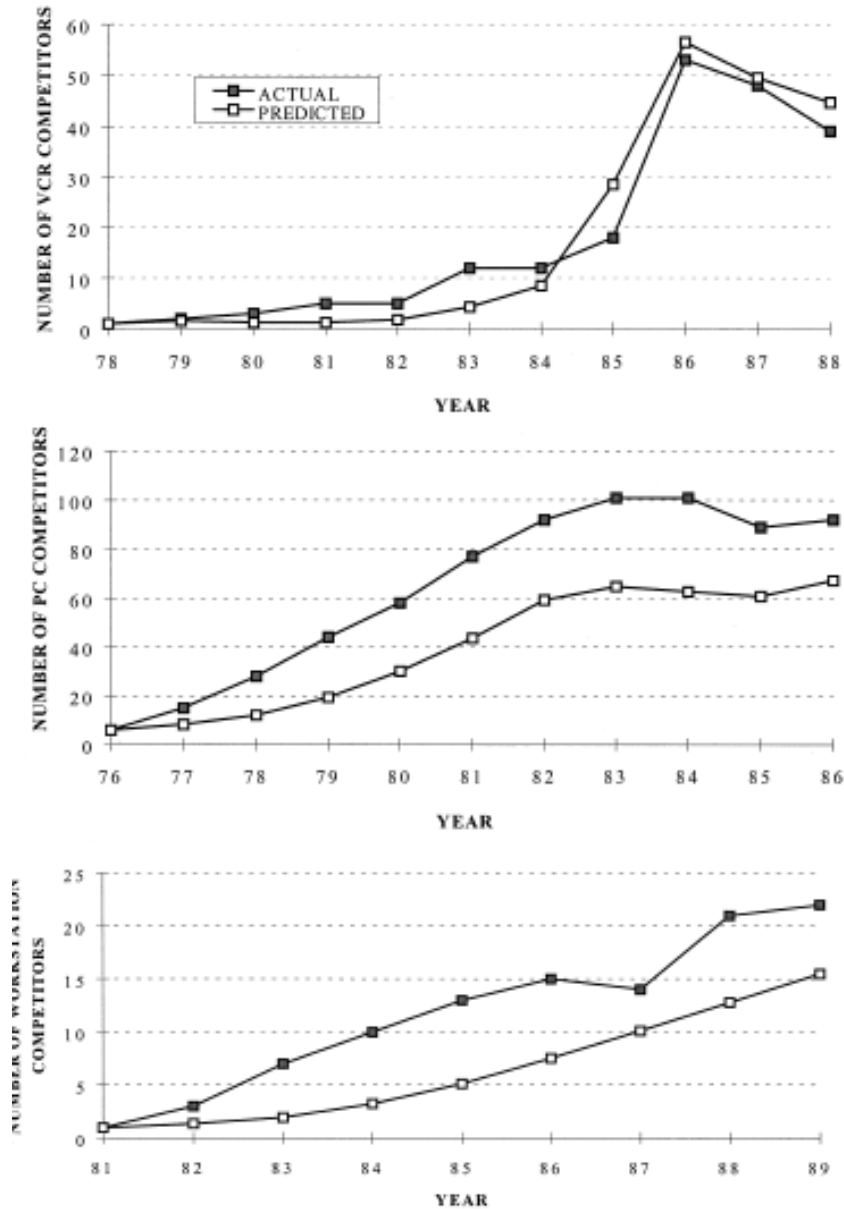 NUMBER OF VCR COMPETITORS
60
50
40
30
20
10
0
ACTUAL
PREDICTED
78 79 80 81 82 83 84 85 86 87 88
YEAR
NUMBER OF PC COMPETITORS
120
100
80
60
40
20
0
76 77 78 79 80 81 82 83 84 85 86
YEAR
NUMBER OF WORKSTATION
COMPETITORS
25
20
15
10
5
0
81 82 83 84 85 86 87 88 89
YEAR